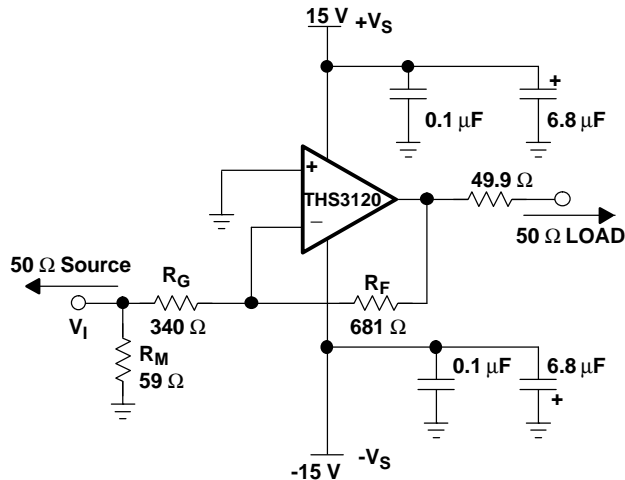 15 V +VS
+
0.1 µF
6.8 µF
+
THS3120
−
49.9 Ω
50 Ω LOAD
50 Ω Source
RG
RF
VI
340 Ω
681 Ω
RM
59 Ω
0.1 µF
6.8 µF
+
-VS
-15 V